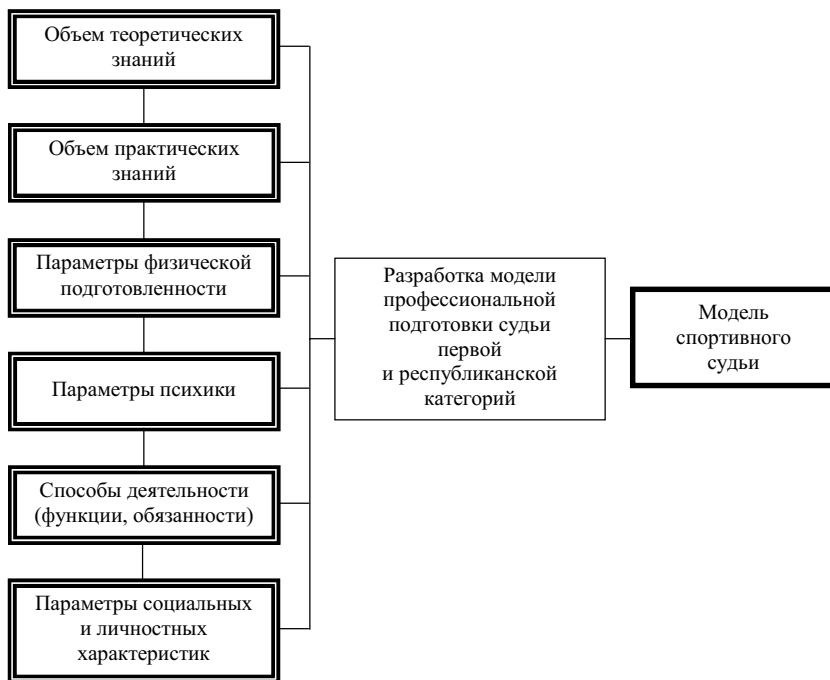 Объем теоретических
знаний
Объем практических
знаний
Параметры физической
подготовленности
Параметры психики
Способы деятельности
(функции, обязанности)
Параметры социальных
и личностных
характеристик
Разработка модели
профессиональной
подготовки судьи
первой
и республиканской
категорий
Модель
спортивного
судьи